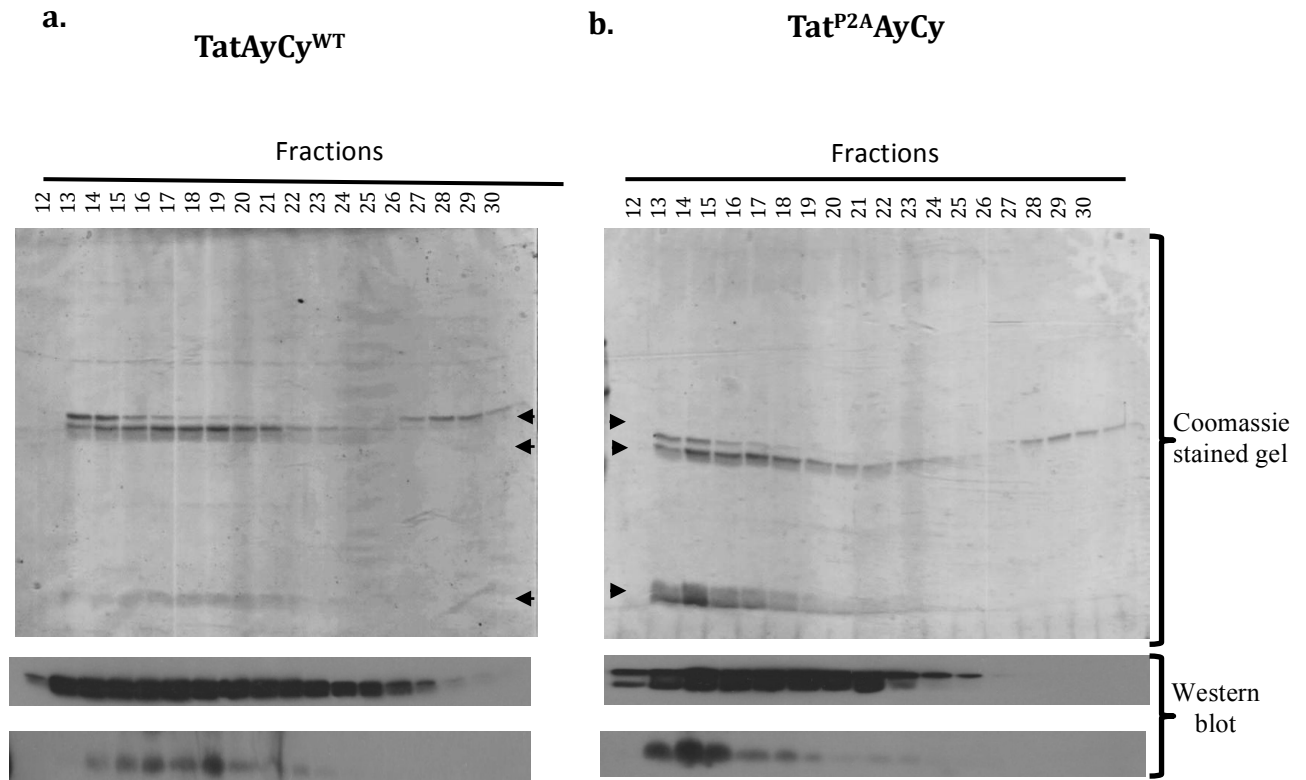 a.
TatAyCyWT
Fractions
12 13 14 15 16 17 18 19 20 21 22 23 24 25 26 27 28 29 30
b.
TatP2AAyCy
Fractions
12 13 14 15 16 17 18 19 20 21 22 23 24 25 26 27 28 29 30
Coomassie
stained gel
Western
blot